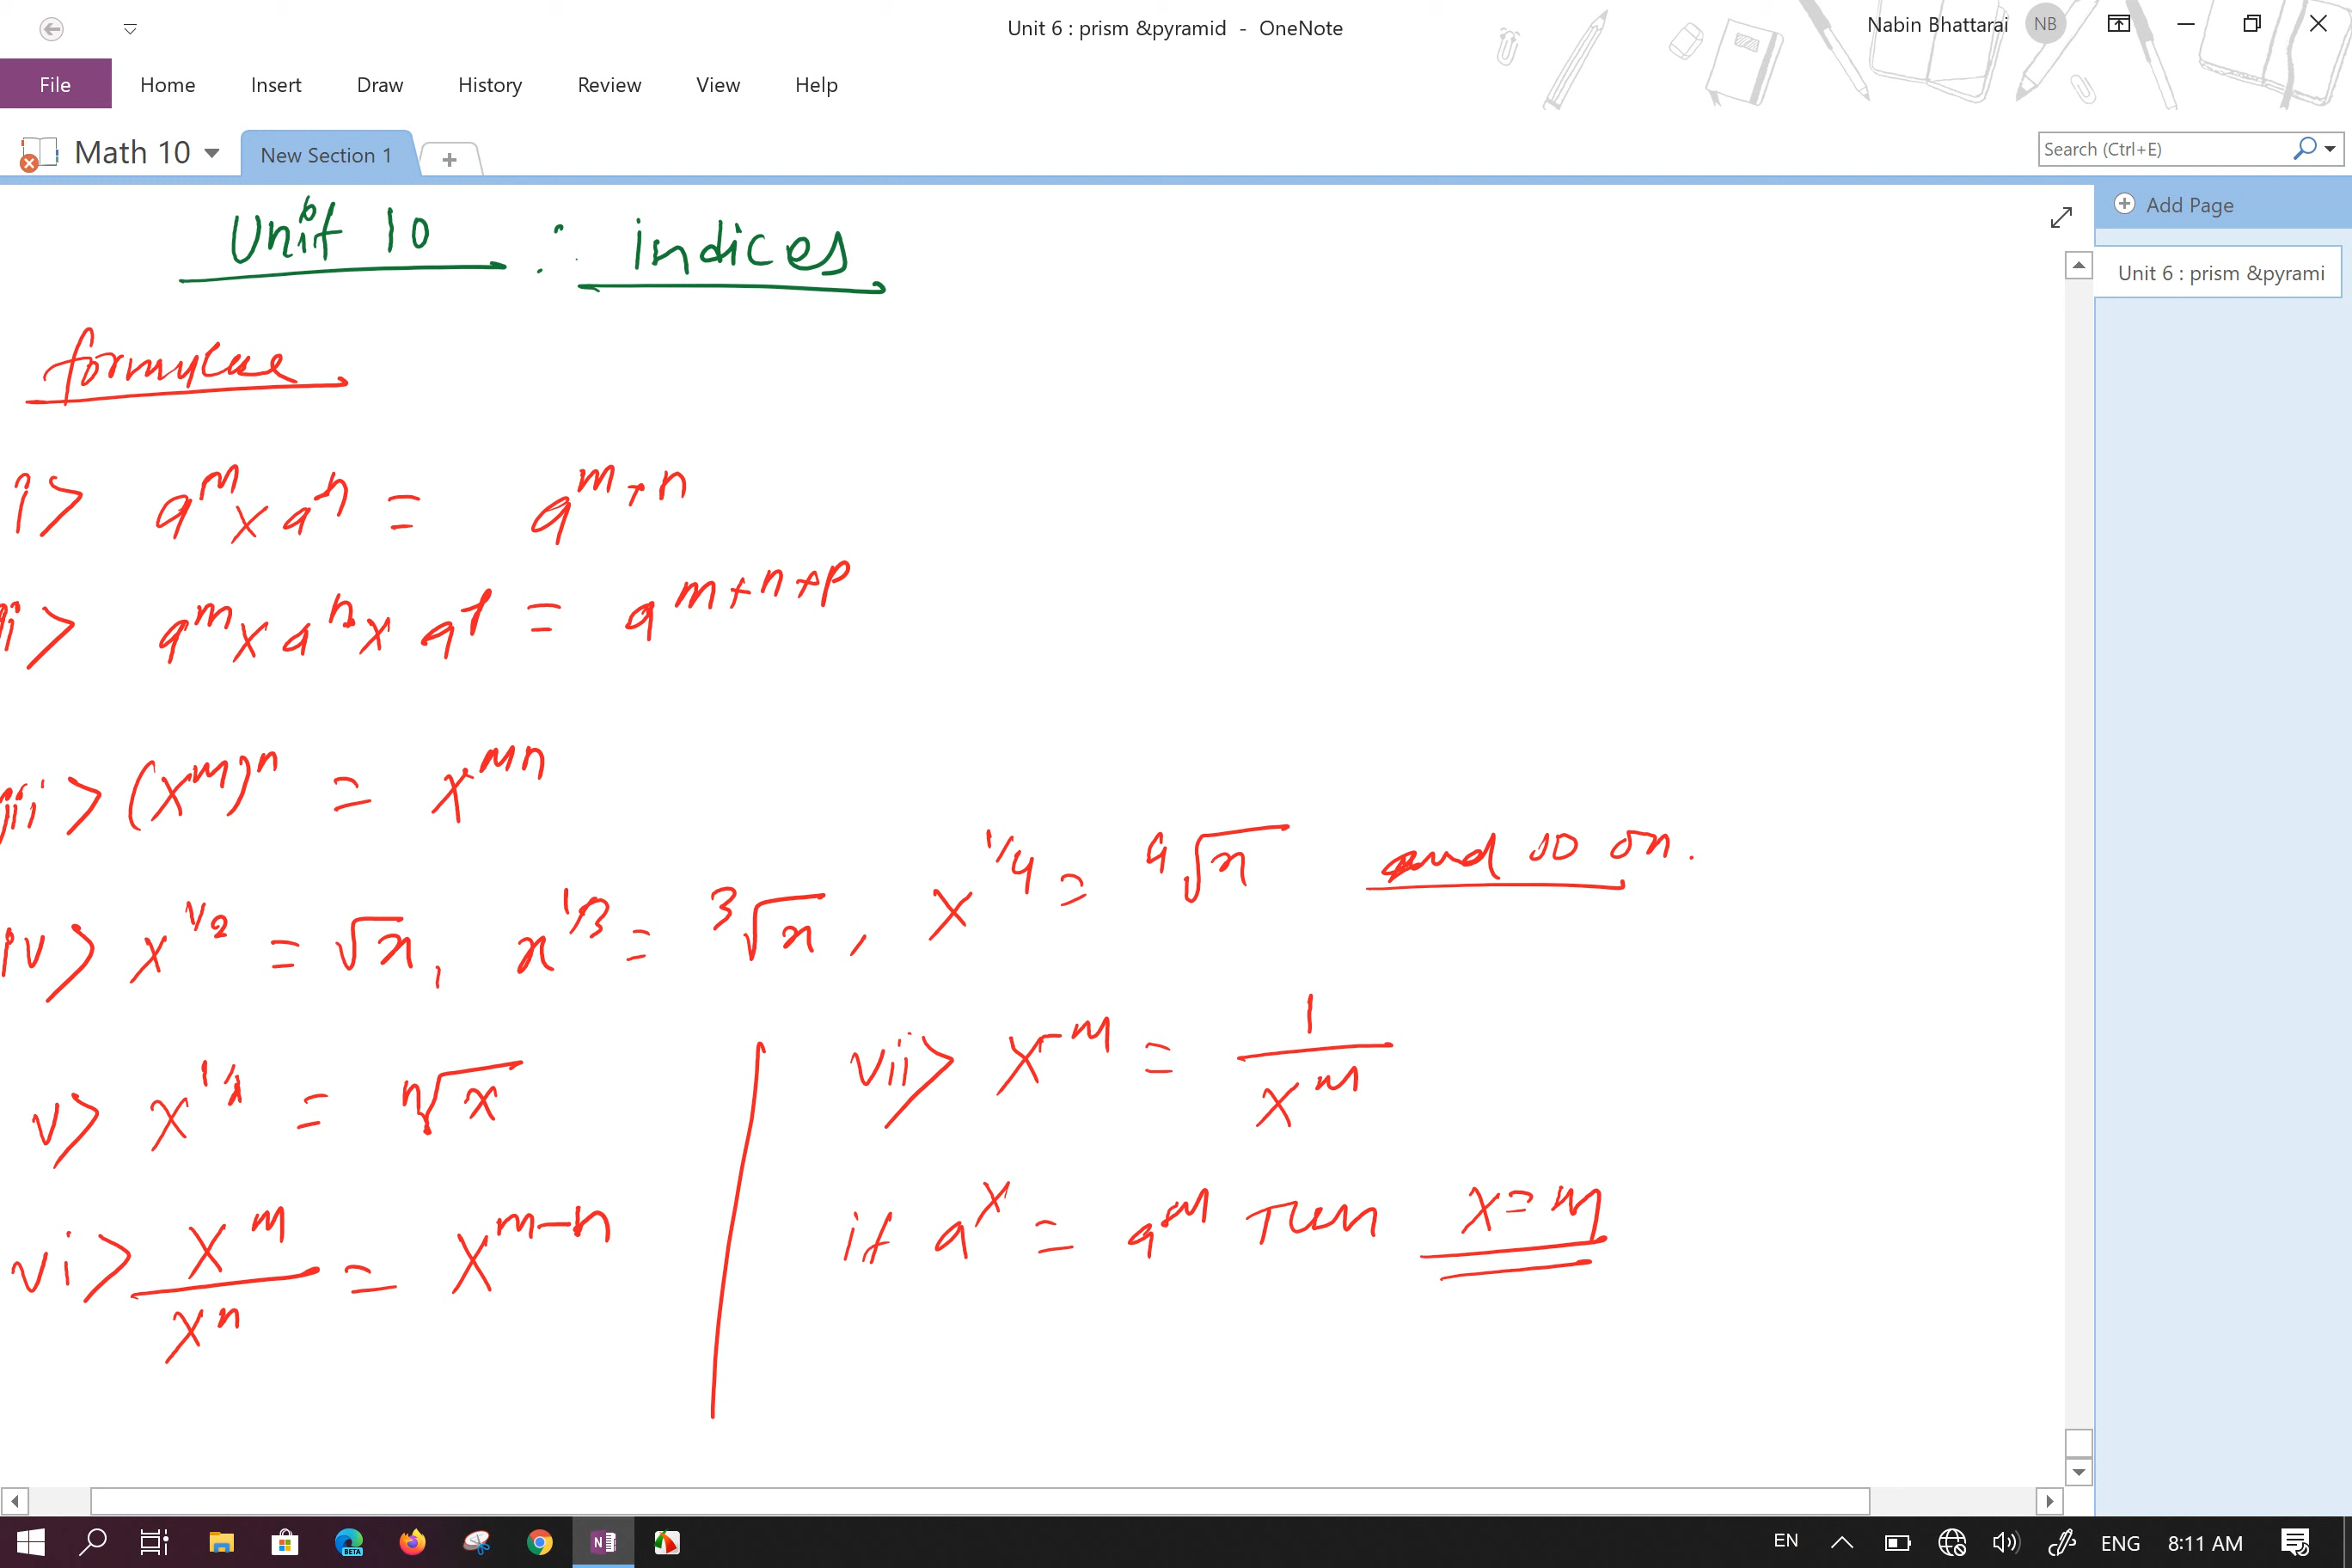 Unit 6 : prism &pyramid - OneNote
Nabin Bhattarai NB
File Home Insert Draw History Review View Help
Math 10 New Section 1 +
Search (Ctrl+E)
Add Page
Unit 6 : prism &pyrami
Unit 10 : indices
formulae
i> a^m × a^n = a^(m+n)
ii> a^m × a^n × a^p = a^(m+n+p)
iii> (x^m)^n = x^(mn)
iv> x^(1/2) = √x, x^(1/3) = ³√x, x^(1/4) = ⁴√x and so on.
v> x^(1/n) = ⁿ√x
vi> x^m / x^n = x^(m-n)
vii> x^(-m) = 1 / x^m
if a^x = a^m Then x = m
BETA
N
EN ENG 8:11 AM